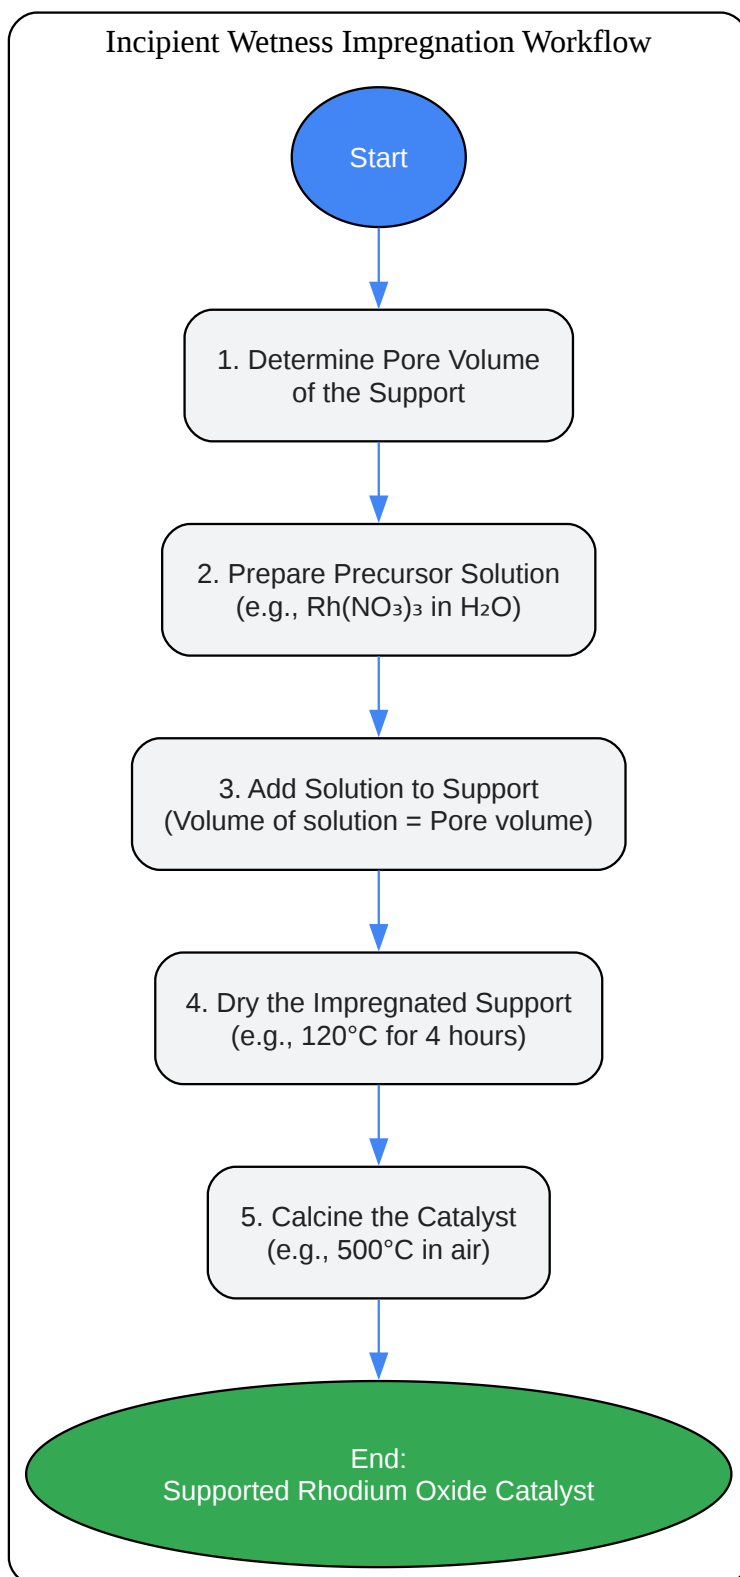 Incipient Wetness Impregnation Workflow
Start
1. Determine Pore Volume
of the Support
2. Prepare Precursor Solution
(e.g., Rh(NO₃)₃ in H₂O)
3. Add Solution to Support
(Volume of solution = Pore volume)
4. Dry the Impregnated Support
(e.g., 120°C for 4 hours)
5. Calcine the Catalyst
(e.g., 500°C in air)
End:
Supported Rhodium Oxide Catalyst